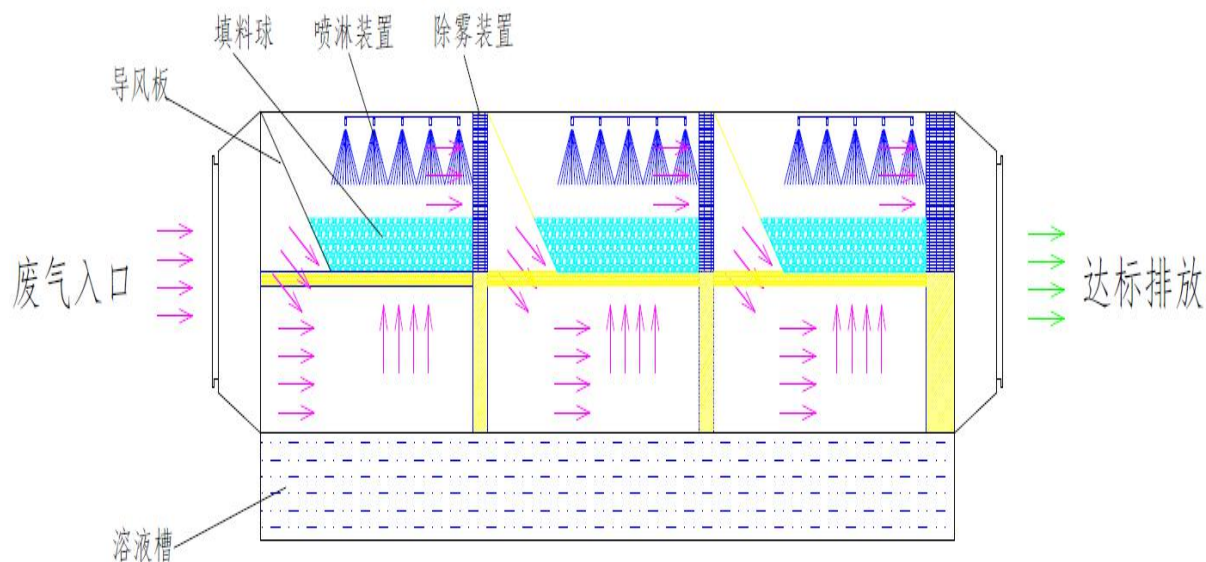 填料球
喷淋装置
除雾装置
导风板
废气入口
达标排放
溶液槽